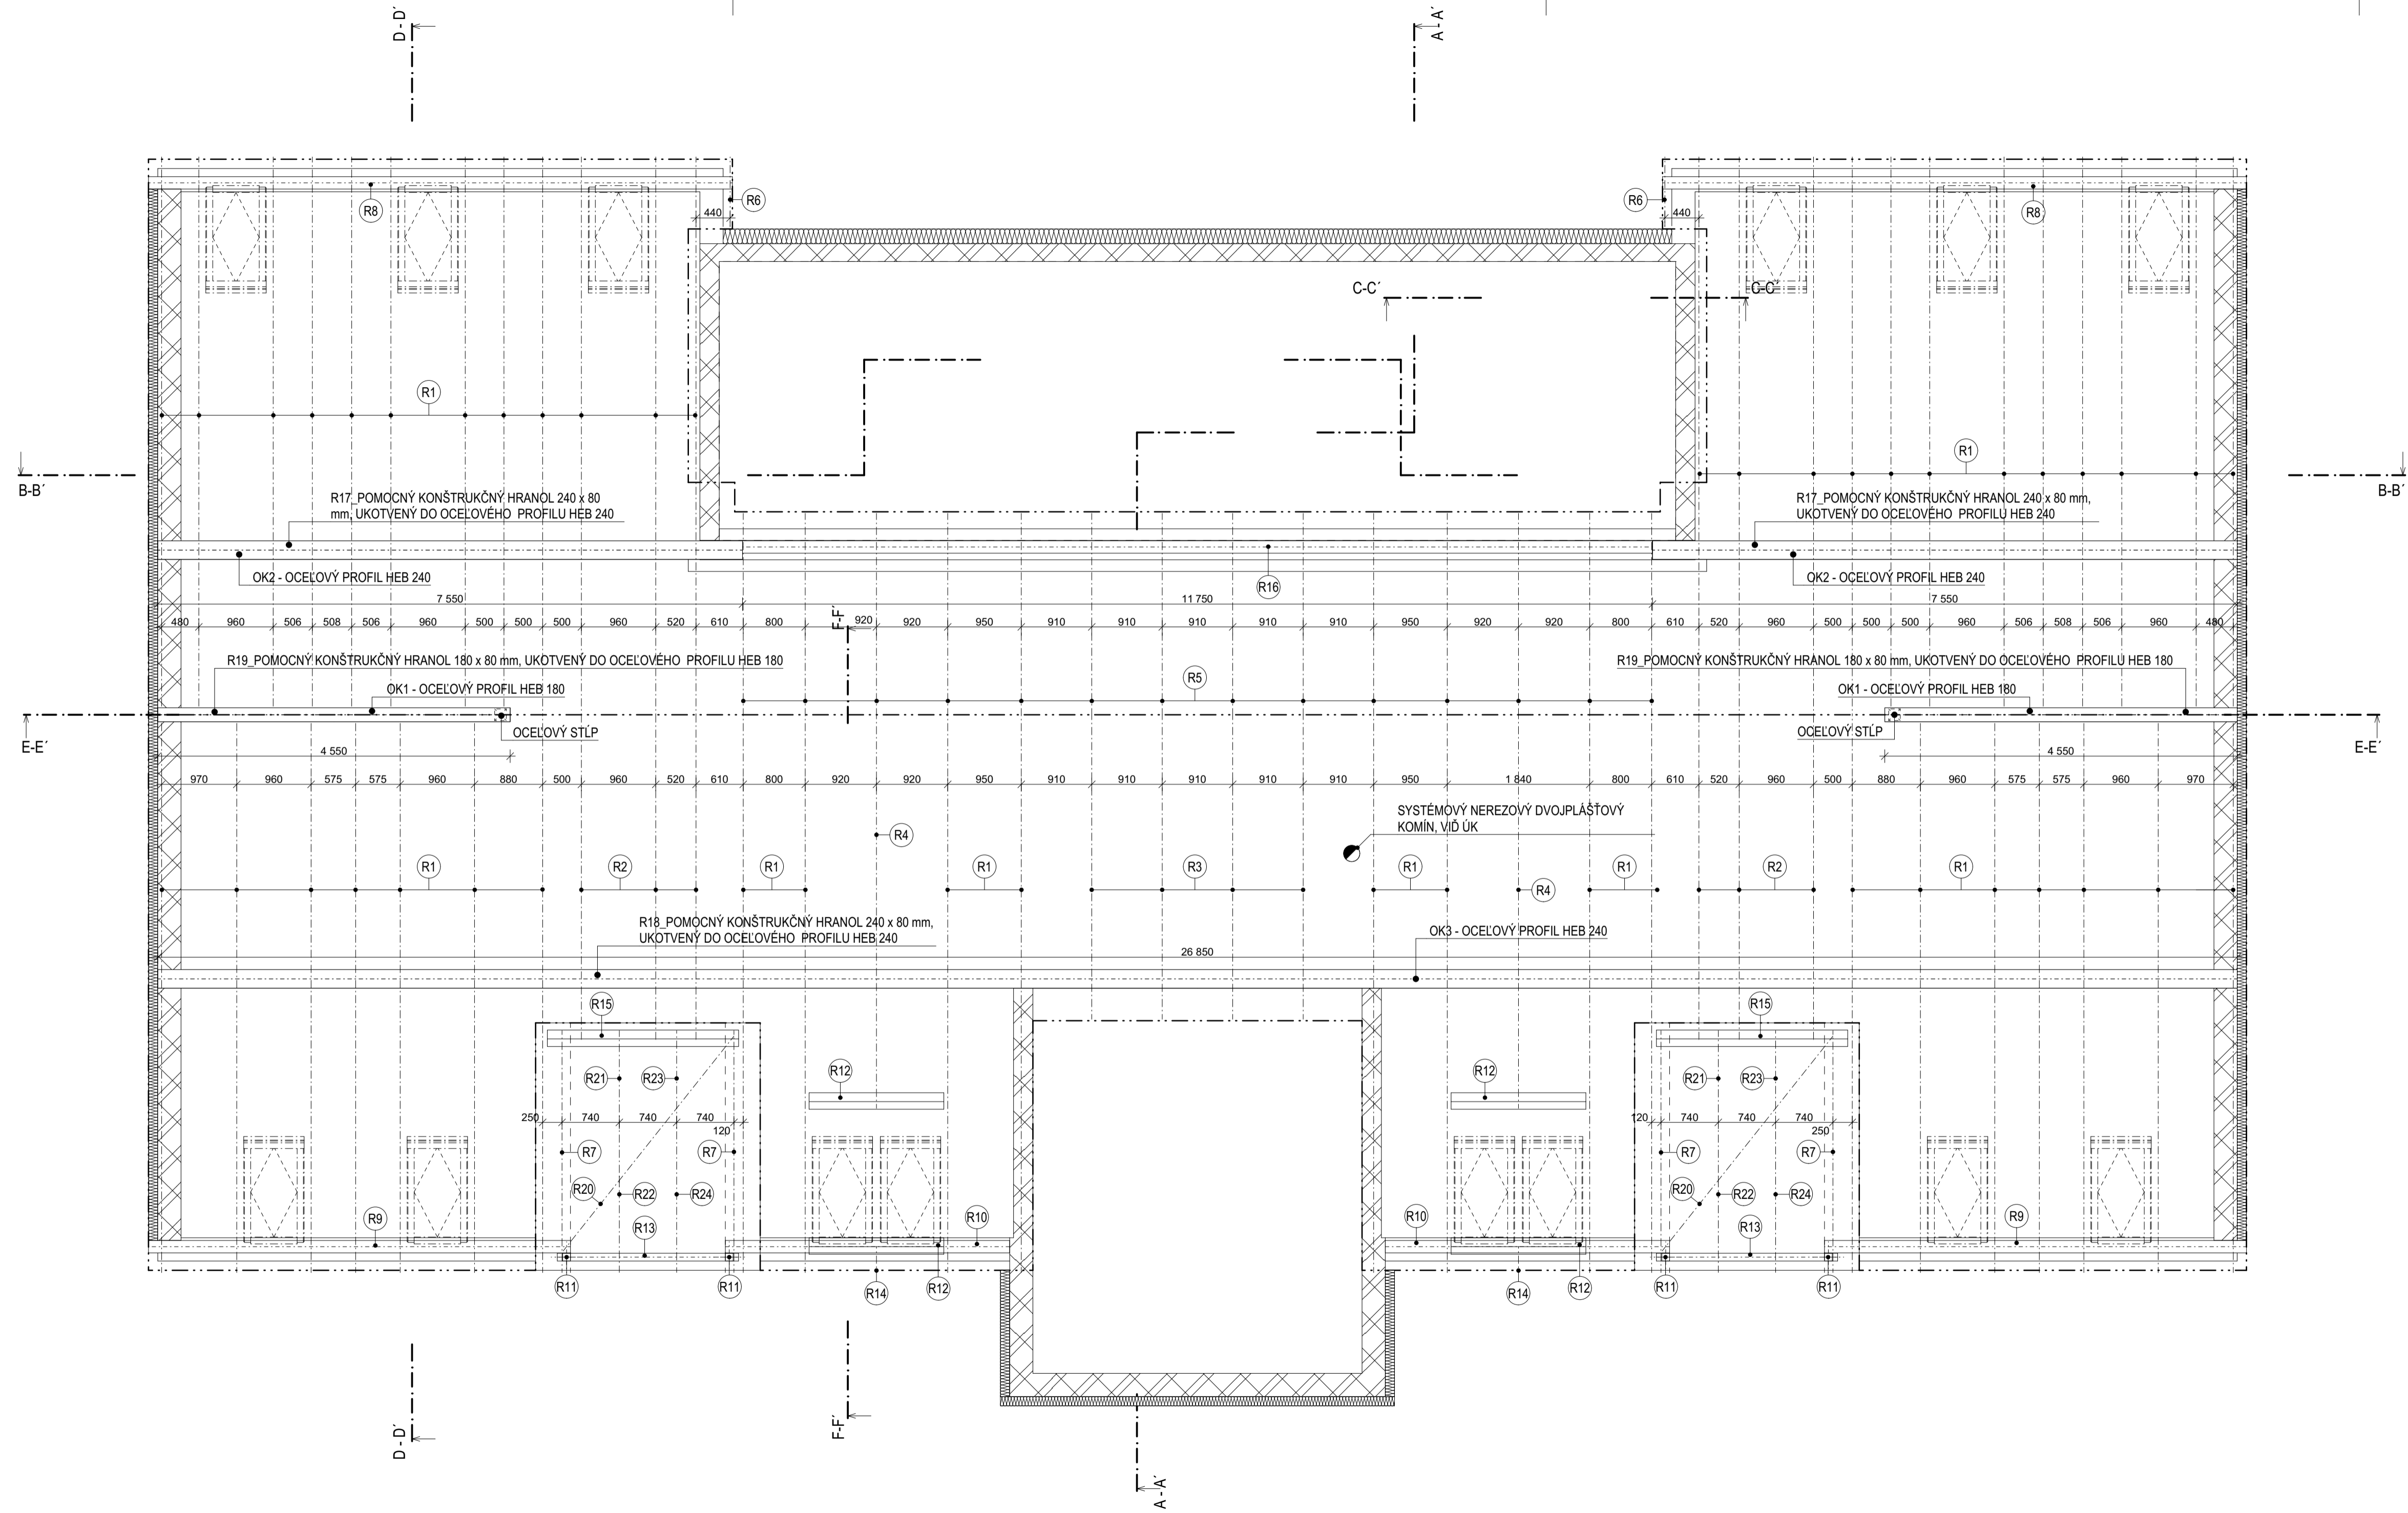 D - D´
A - A´
R8
R6
440
R6
440
R8
C-C´
C-C´
R1
R1
B-B´
B-B´
R17_POMOCNÝ KONŠTRUKČNÝ HRANOL 240 x 80
mm, UKOTVENÝ DO OCEĽOVÉHO PROFILU HEB 240
R17_POMOCNÝ KONŠTRUKČNÝ HRANOL 240 x 80 mm,
UKOTVENÝ DO OCEĽOVÉHO PROFILU HEB 240
OK2 - OCEĽOVÝ PROFIL HEB 240
R16
OK2 - OCEĽOVÝ PROFIL HEB 240
7 550
11 750
7 550
F-F´
480 960 506 508 506 960 500 500 500 960 520 610 800 920 920 950 910 910 910 910 910 950 920 920 800 610 520 960 500 500 500 960 506 508 506 960 480
R19_POMOCNÝ KONŠTRUKČNÝ HRANOL 180 x 80 mm, UKOTVENÝ DO OCEĽOVÉHO PROFILU HEB 180
R19_POMOCNÝ KONŠTRUKČNÝ HRANOL 180 x 80 mm, UKOTVENÝ DO OCEĽOVÉHO PROFILU HEB 180
R5
OK1 - OCEĽOVÝ PROFIL HEB 180
OK1 - OCEĽOVÝ PROFIL HEB 180
OCEĽOVÝ STĹP
OCEĽOVÝ STĹP
E-E´
E-E´
4 550
4 550
970 960 575 575 960 880 500 960 520 610 800 920 920 950 910 910 910 910 910 950 1 840 800 610 520 960 500 880 960 575 575 960 970
SYSTÉMOVÝ NEREZOVÝ DVOJPLÁŠŤOVÝ
KOMÍN, VIĎ ÚK
R4
R1 R2 R1 R1 R3 R1 R4 R1 R2 R1
R18_POMOCNÝ KONŠTRUKČNÝ HRANOL 240 x 80 mm,
UKOTVENÝ DO OCEĽOVÉHO PROFILU HEB 240
OK3 - OCEĽOVÝ PROFIL HEB 240
26 850
R15
R15
R12
R12
R21 R23
R21 R23
250 740 740 740 120
120 740 740 740 250
R7 R7
R7 R7
R20 R22 R24
R20 R22 R24
R9 R13 R10
R10 R13 R9
R11 R11 R14 R12
R14 R12 R11 R11
D - D´
F-F´
A - A´